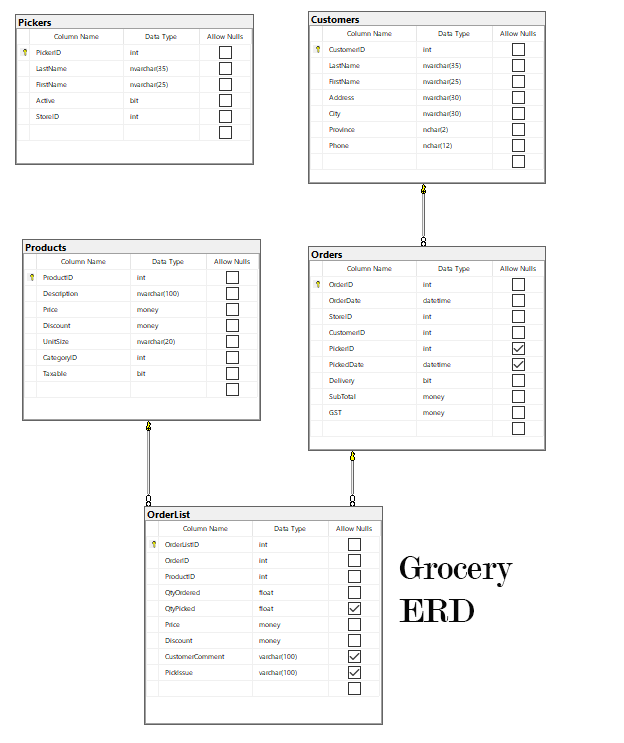 Pickers
Column Name Data Type Allow Nulls
PickerID int
LastName nvarchar(35)
FirstName nvarchar(25)
Active bit
StoreID int
Customers
Column Name Data Type Allow Nulls
CustomerID int
LastName nvarchar(35)
FirstName nvarchar(25)
Address nvarchar(30)
City nvarchar(30)
Province nchar(2)
Phone nchar(12)
Products
Column Name Data Type Allow Nulls
ProductID int
Description nvarchar(100)
Price money
Discount money
UnitSize nvarchar(20)
CategoryID int
Taxable bit
Orders
Column Name Data Type Allow Nulls
OrderID int
OrderDate datetime
StoreID int
CustomerID int
PickerID int
PickedDate datetime
Delivery bit
SubTotal money
GST money
OrderList
Column Name Data Type Allow Nulls
OrderListID int
OrderID int
ProductID int
QtyOrdered float
QtyPicked float
Price money
Discount money
CustomerComment varchar(100)
PickIssue varchar(100)
Grocery
ERD